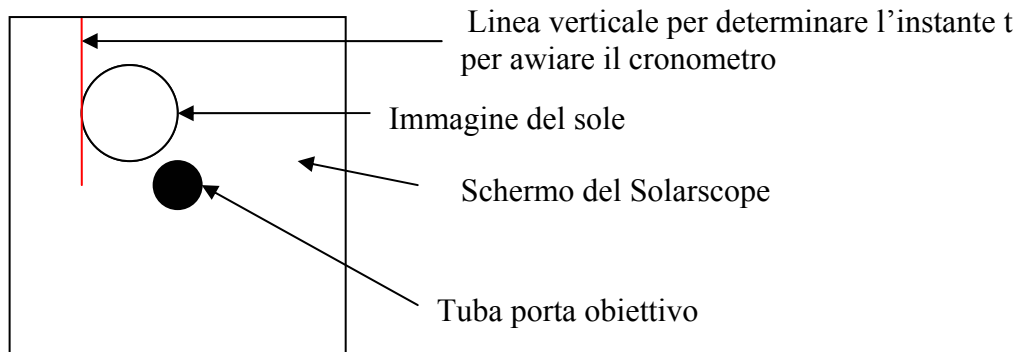 Linea verticale per determinare l’instante t
per awiare il cronometro
Immagine del sole
Schermo del Solarscope
Tuba porta obiettivo